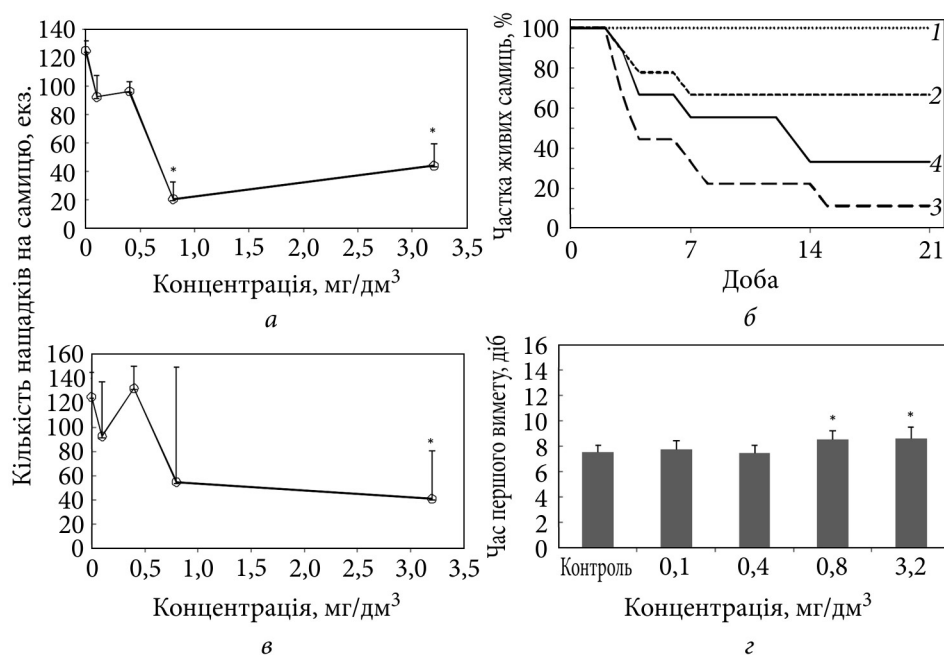 Кількість нащадків на самицю, екз.
140
120
100
80
60
40
20
0
*
*
0 0,5 1,0 1,5 2,0 2,5 3,0 3,5
Концентрація, мг/дм³
а
Частка живих самиць, %
100
80
60
40
20
0
1
2
4
3
0 7 14 21
Доба
б
160
140
120
100
80
60
40
20
0
*
0 0,5 1,0 1,5 2,0 2,5 3,0 3,5
Концентрація, мг/дм³
в
Час першого вимету, діб
16
14
12
10
8
6
4
2
0
*
*
Контроль 0,1 0,4 0,8 3,2
Концентрація, мг/дм³
г